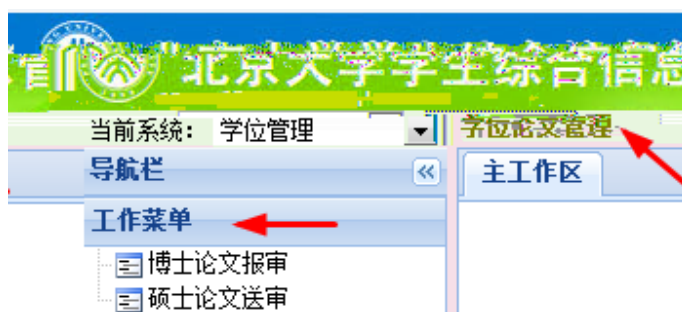 北京大学学生综合信息
当前系统： 学位管理
学位论文管理
导航栏
主工作区
工作菜单
博士论文报审
硕士论文送审